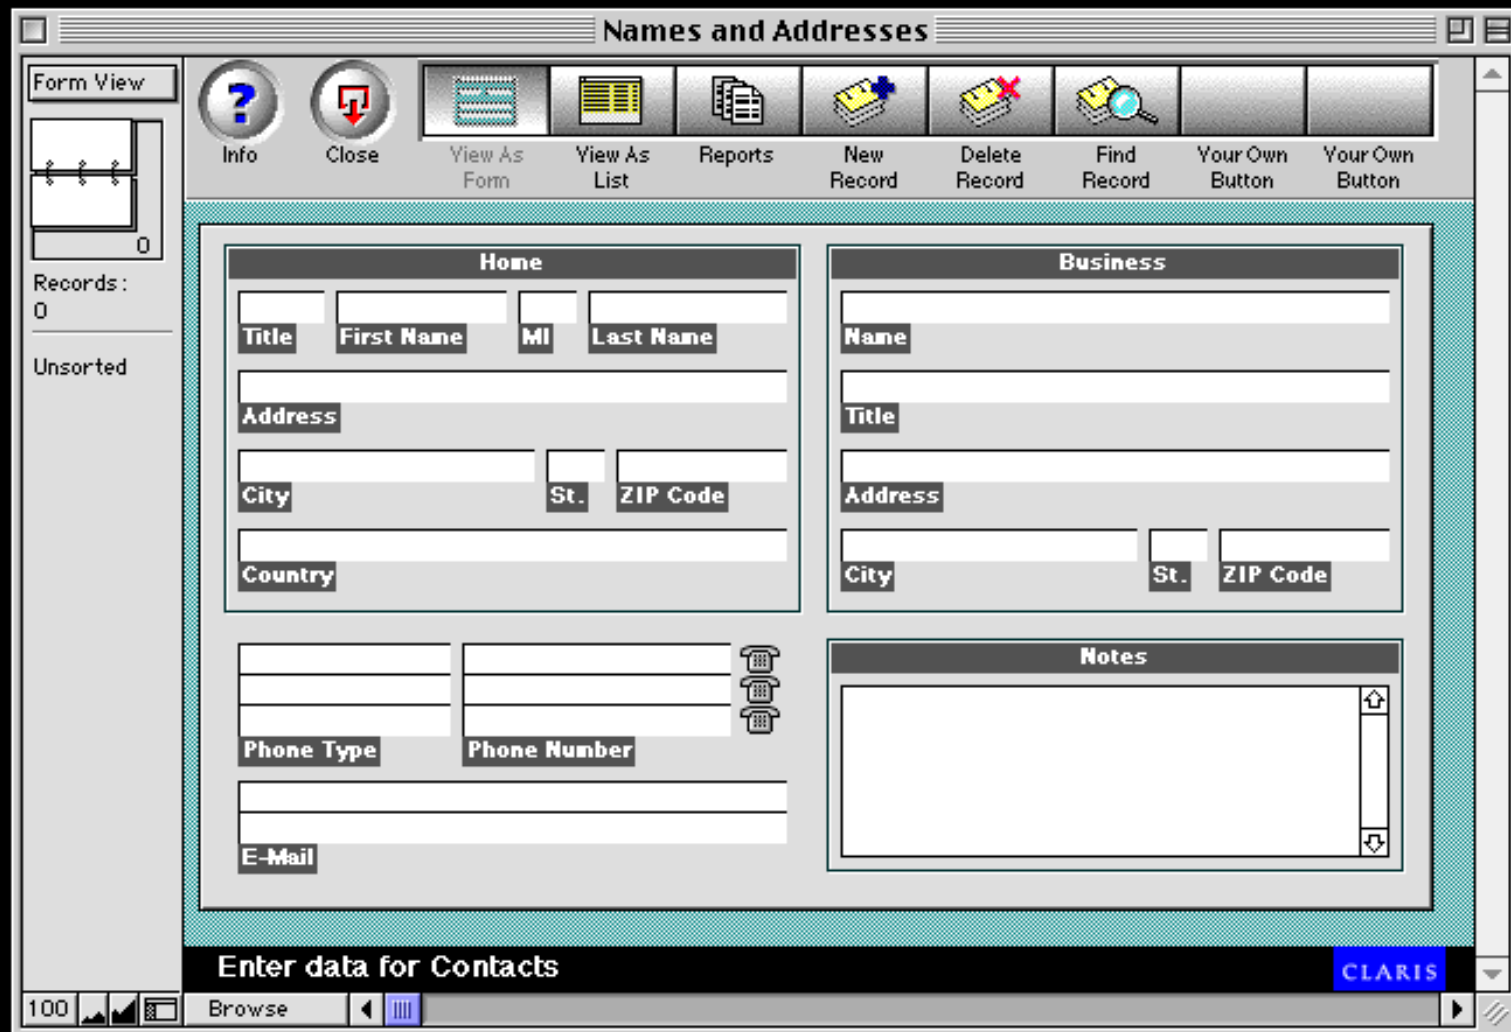 Names and Addresses
Form View
0
Records:
0
Unsorted
?
Info
Close
View As
Form
View As
List
Reports
New
Record
Delete
Record
Find
Record
Your Own
Button
Your Own
Button
Home
Title First Name MI Last Name
Address
City St. ZIP Code
Country
Phone Type Phone Number
E-Mail
Business
Name
Title
Address
City St. ZIP Code
Notes
Enter data for Contacts
CLARIS
100
Browse